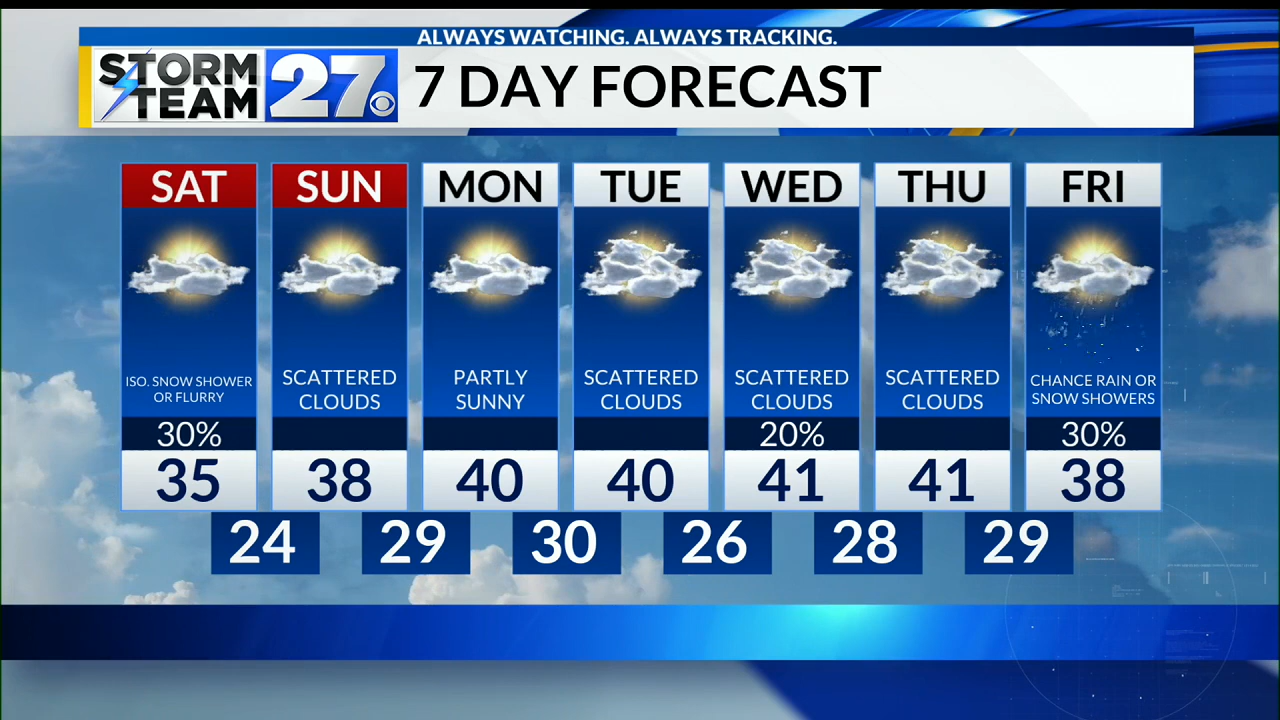 ALWAYS WATCHING. ALWAYS TRACKING.
STORM
TEAM
27
7 DAY FORECAST
SAT
SUN
MON
TUE
WED
THU
FRI
ISO. SNOW SHOWER
OR FLURRY
SCATTERED
CLOUDS
PARTLY
SUNNY
SCATTERED
CLOUDS
SCATTERED
CLOUDS
SCATTERED
CLOUDS
CHANCE RAIN OR
SNOW SHOWERS
30%
20%
30%
35
38
40
40
41
41
38
24
29
30
26
28
29